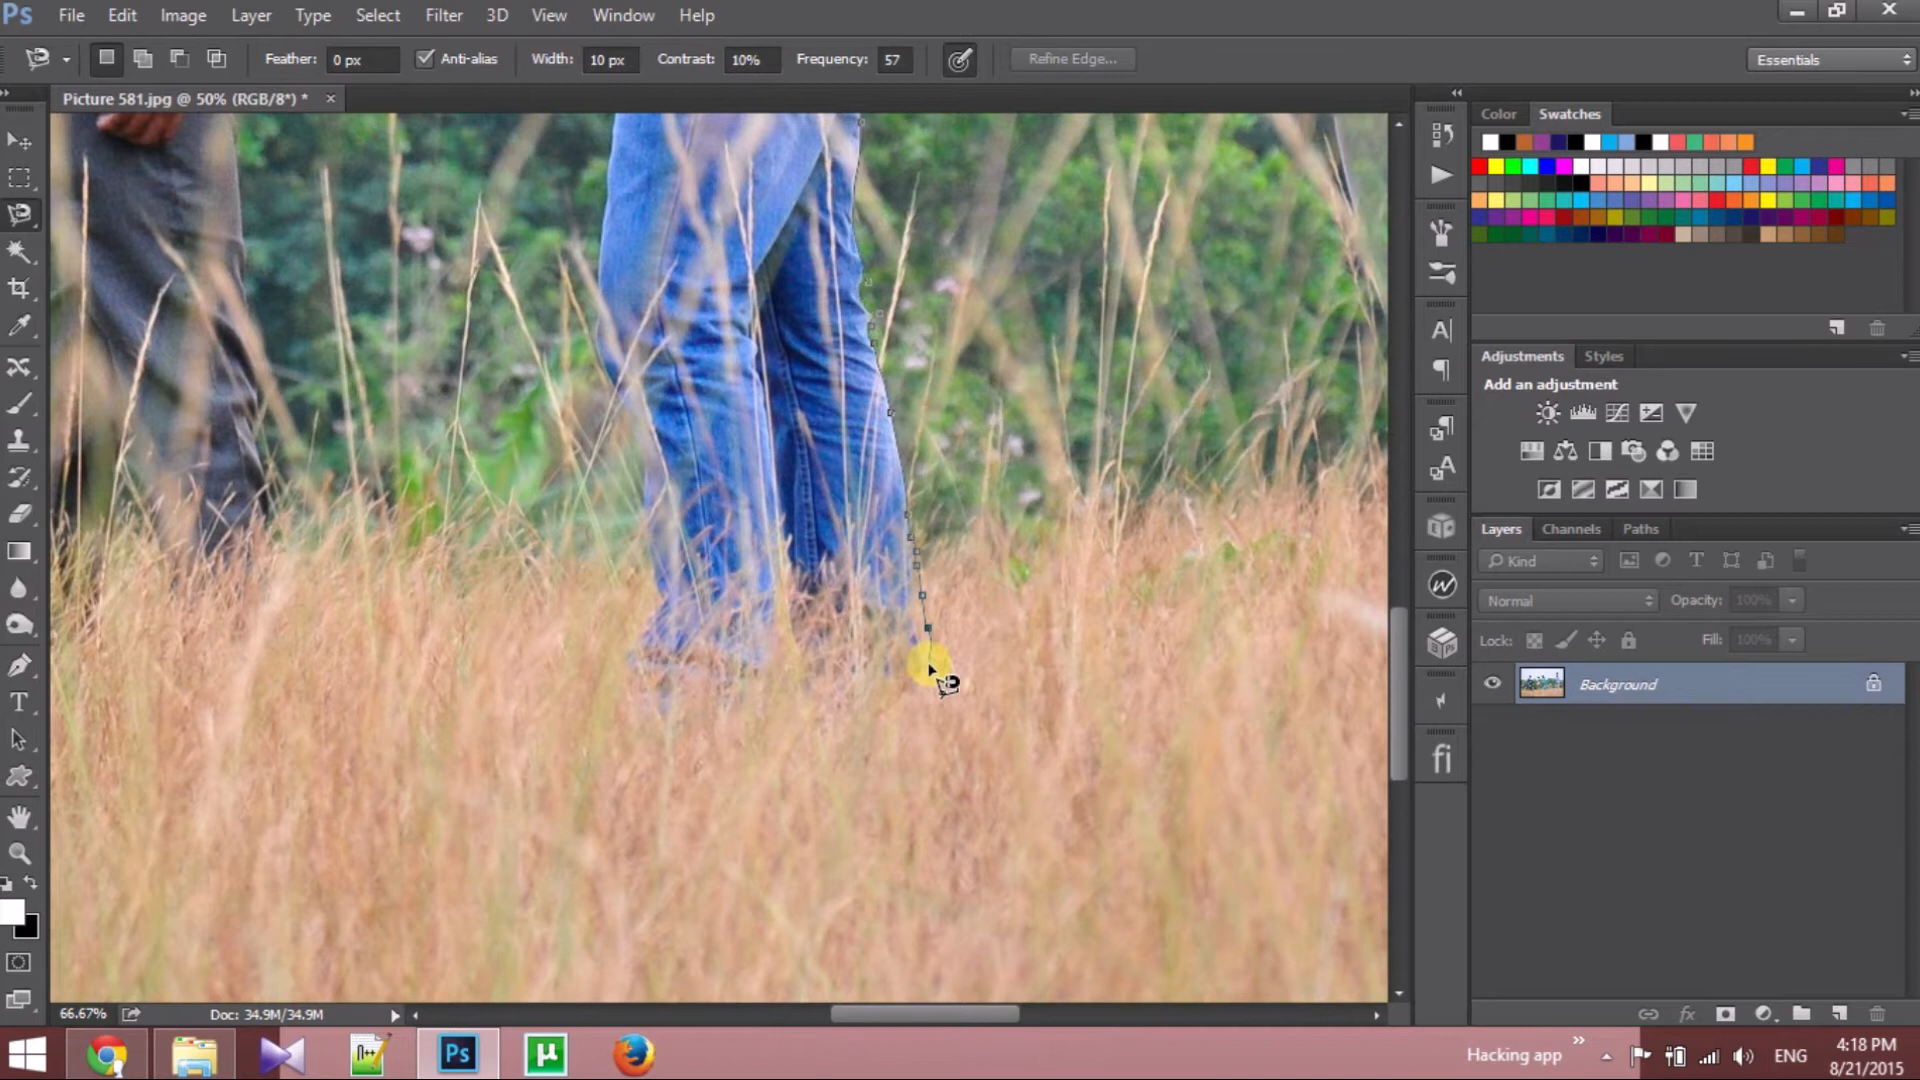 Ps File Edit Image Layer Type Select Filter 3D View Window Help
Feather: 0 px Anti-alias Width: 10 px Contrast: 10% Frequency: 57 Refine Edge... Essentials
Picture 581.jpg @ 50% (RGB/8*) * ×
Color Swatches
Adjustments Styles
Add an adjustment
Layers Channels Paths
Kind
Normal Opacity: 100%
Lock: Fill: 100%
Background
66.67% Doc: 34.9M/34.9M
Ps
Hacking app
ENG
4:18 PM
8/21/2015